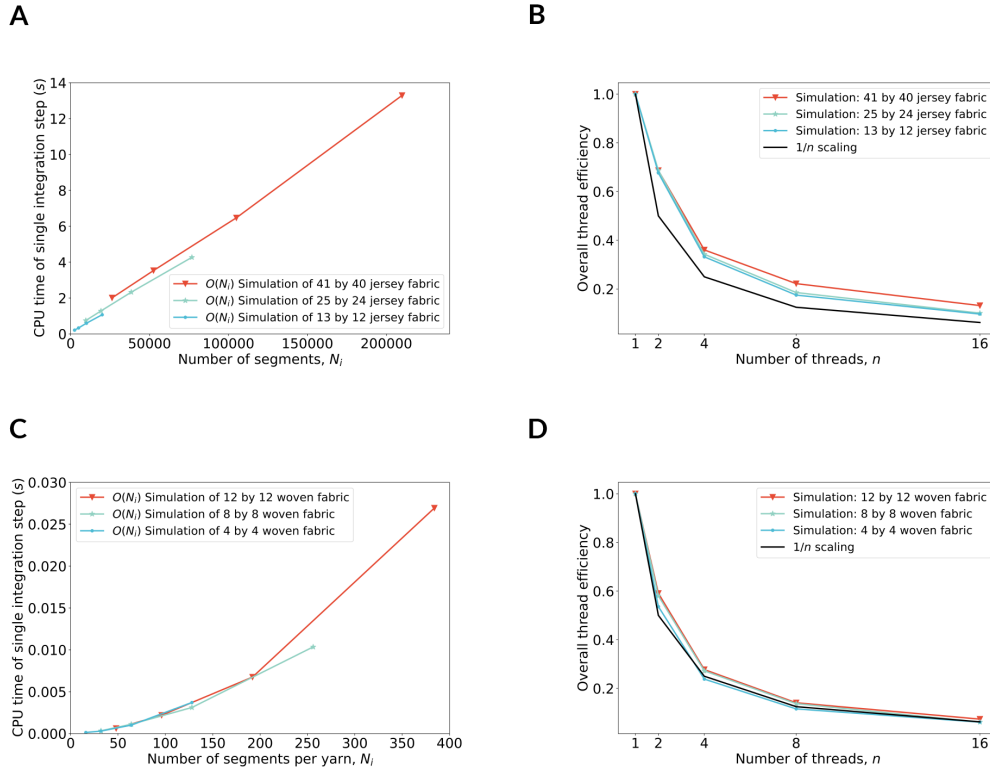 A
B
14
12
10
8
6
4
2
0
CPU time of single integration step (s)
O(Nᵢ) Simulation of 41 by 40 jersey fabric
O(Nᵢ) Simulation of 25 by 24 jersey fabric
O(Nᵢ) Simulation of 13 by 12 jersey fabric
0 50000 100000 150000 200000
Number of segments, Nᵢ
1.0
0.8
0.6
0.4
0.2
Overall thread efficiency
Simulation: 41 by 40 jersey fabric
Simulation: 25 by 24 jersey fabric
Simulation: 13 by 12 jersey fabric
1/n scaling
1 2 4 8 16
Number of threads, n
C
D
0.030
0.025
0.020
0.015
0.010
0.005
0.000
CPU time of single integration step (s)
O(Nᵢ) Simulation of 12 by 12 woven fabric
O(Nᵢ) Simulation of 8 by 8 woven fabric
O(Nᵢ) Simulation of 4 by 4 woven fabric
0 50 100 150 200 250 300 350 400
Number of segments per yarn, Nᵢ
1.0
0.8
0.6
0.4
0.2
Overall thread efficiency
Simulation: 12 by 12 woven fabric
Simulation: 8 by 8 woven fabric
Simulation: 4 by 4 woven fabric
1/n scaling
1 2 4 8 16
Number of threads, n